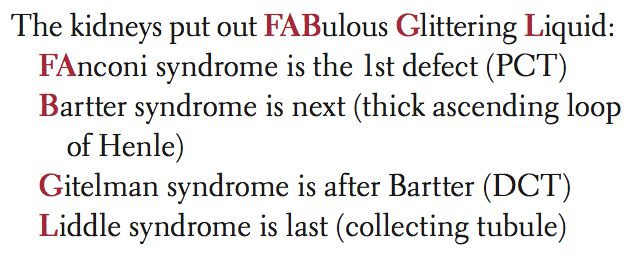 The kidneys put out FABulous Glittering Liquid:
FAnconi syndrome is the 1st defect (PCT)
Bartter syndrome is next (thick ascending loop
of Henle)
Gitelman syndrome is after Bartter (DCT)
Liddle syndrome is last (collecting tubule)